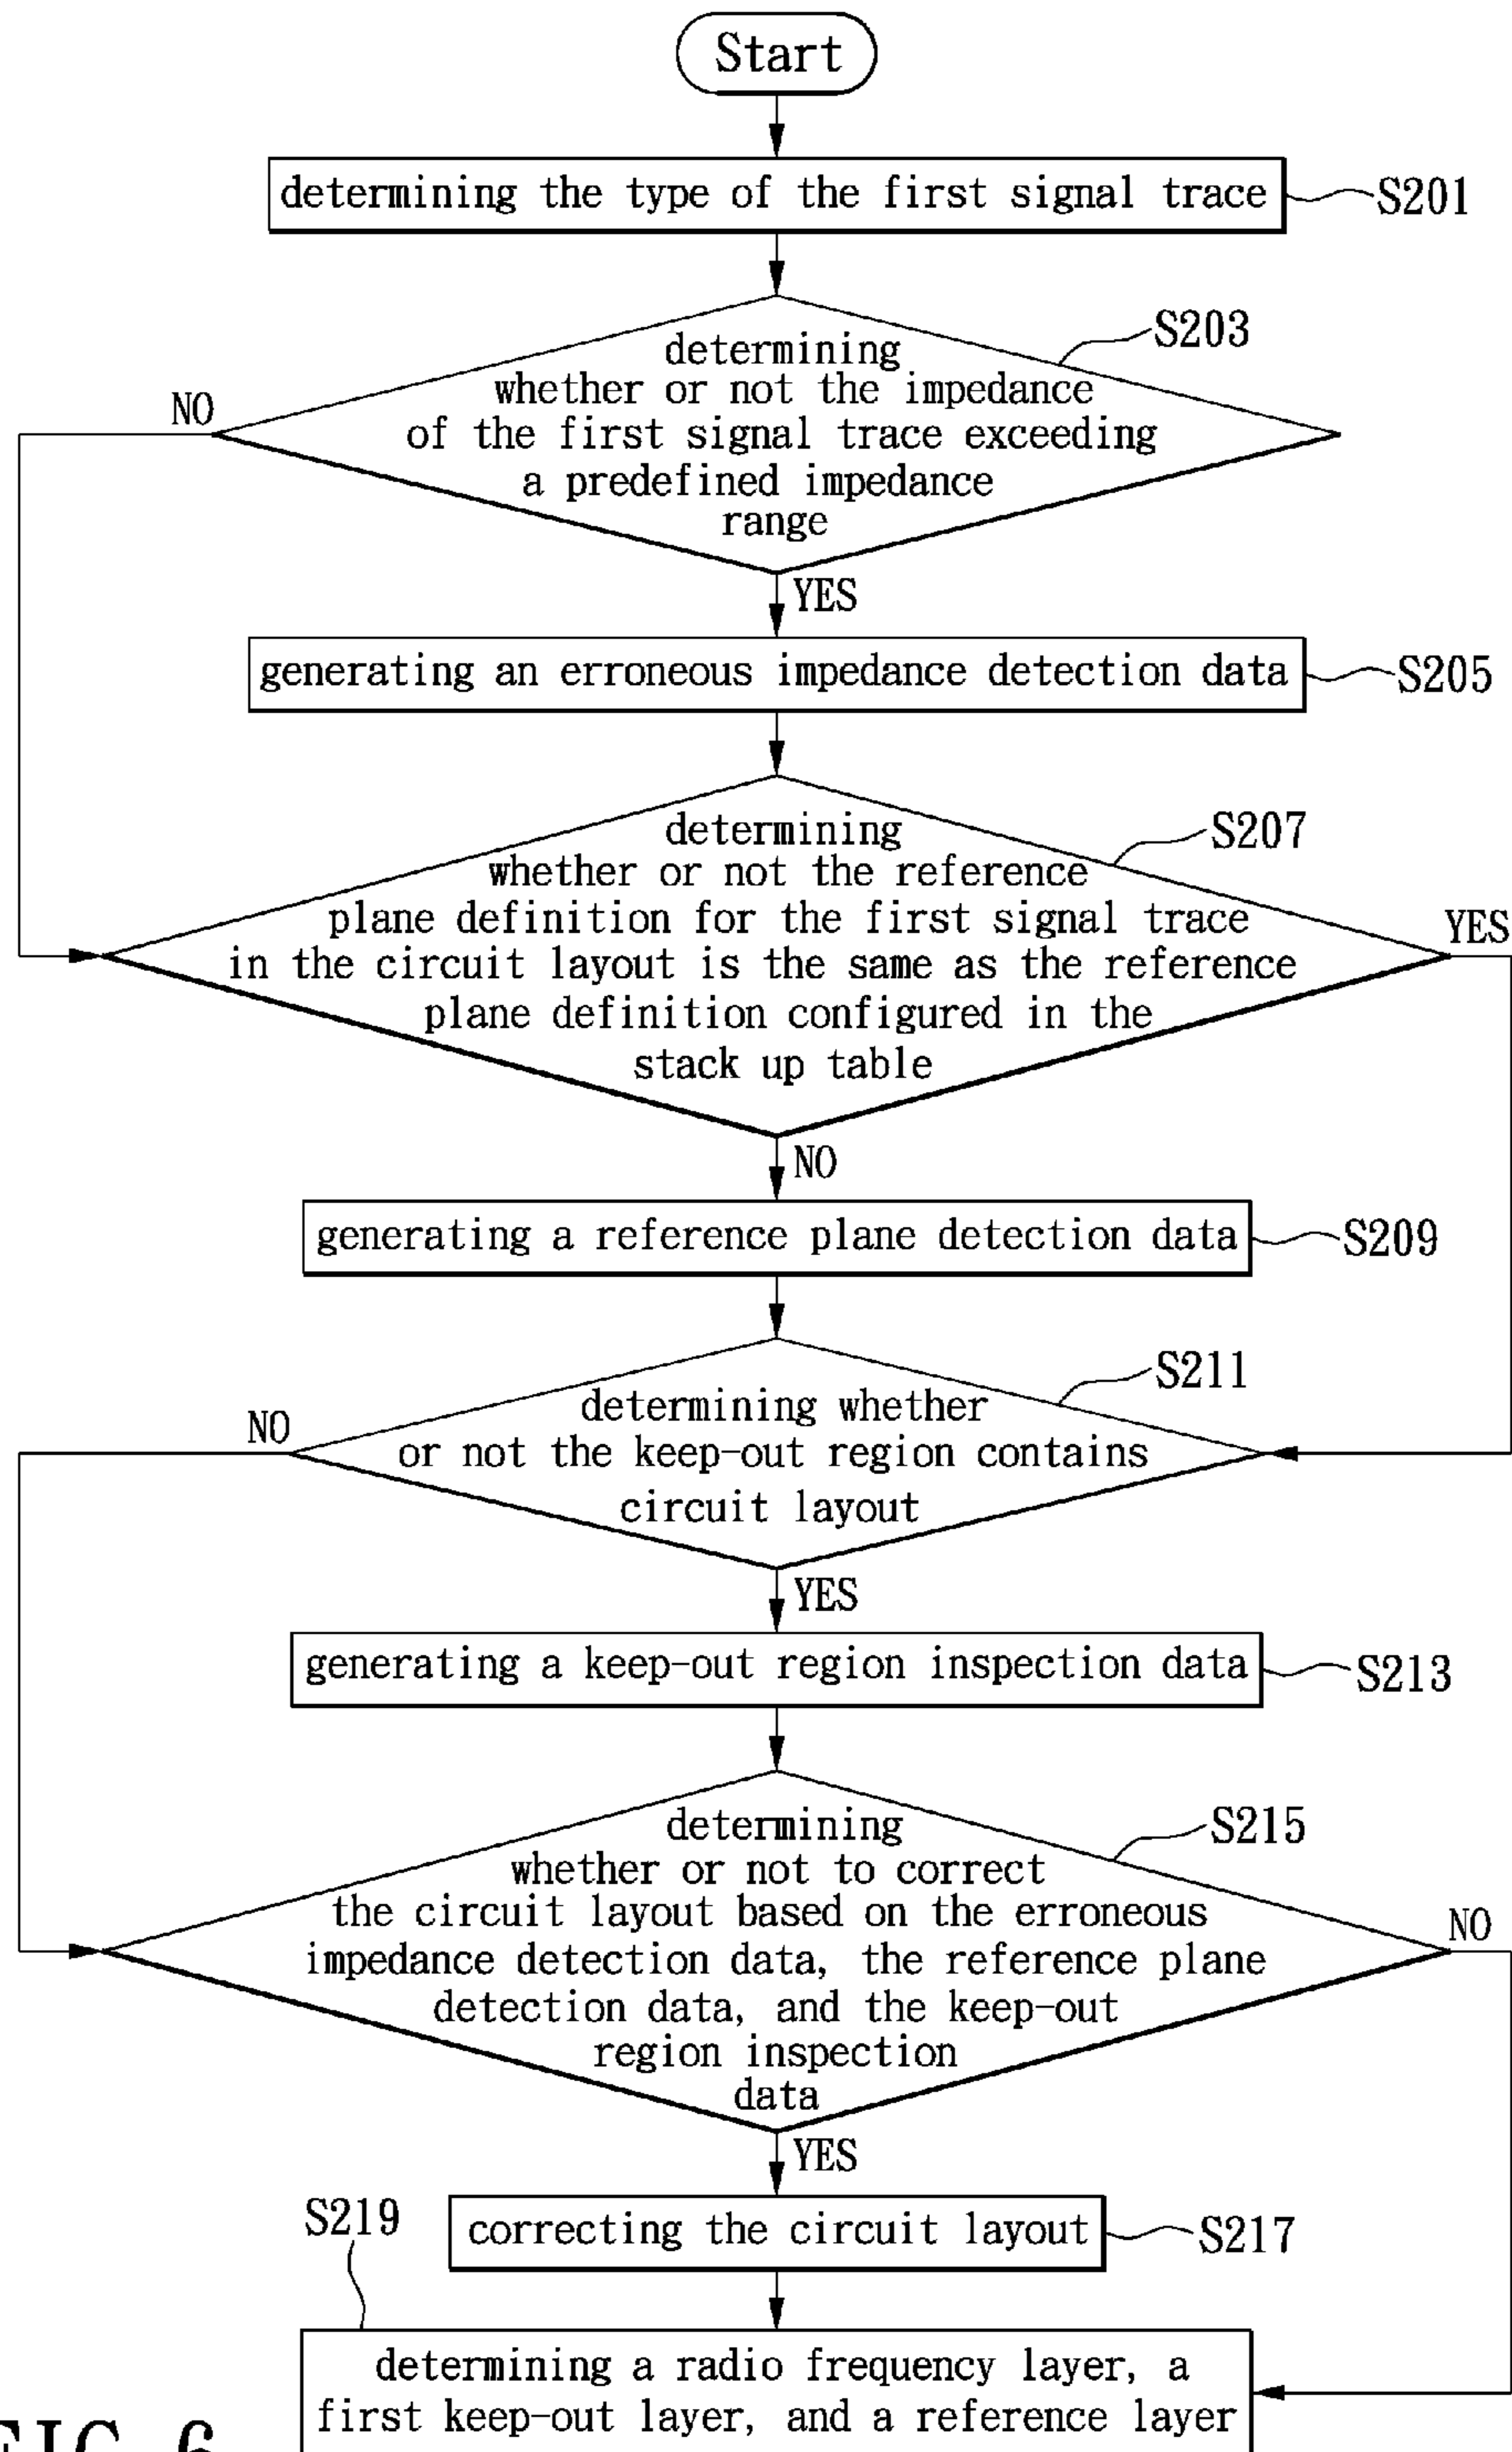 Start
determining the type of the first signal trace
S201
S203
determining
whether or not the impedance
of the first signal trace exceeding
a predefined impedance
range
NO
YES
generating an erroneous impedance detection data
S205
S207
determining
whether or not the reference
plane definition for the first signal trace
in the circuit layout is the same as the reference
plane definition configured in the
stack up table
YES
NO
generating a reference plane detection data
S209
S211
determining whether
or not the keep-out region contains
circuit layout
NO
YES
generating a keep-out region inspection data
S213
S215
determining
whether or not to correct
the circuit layout based on the erroneous
impedance detection data, the reference plane
detection data, and the keep-out
region inspection
data
NO
YES
S219
correcting the circuit layout
S217
determining a radio frequency layer, a
first keep-out layer, and a reference layer
FIG. 6